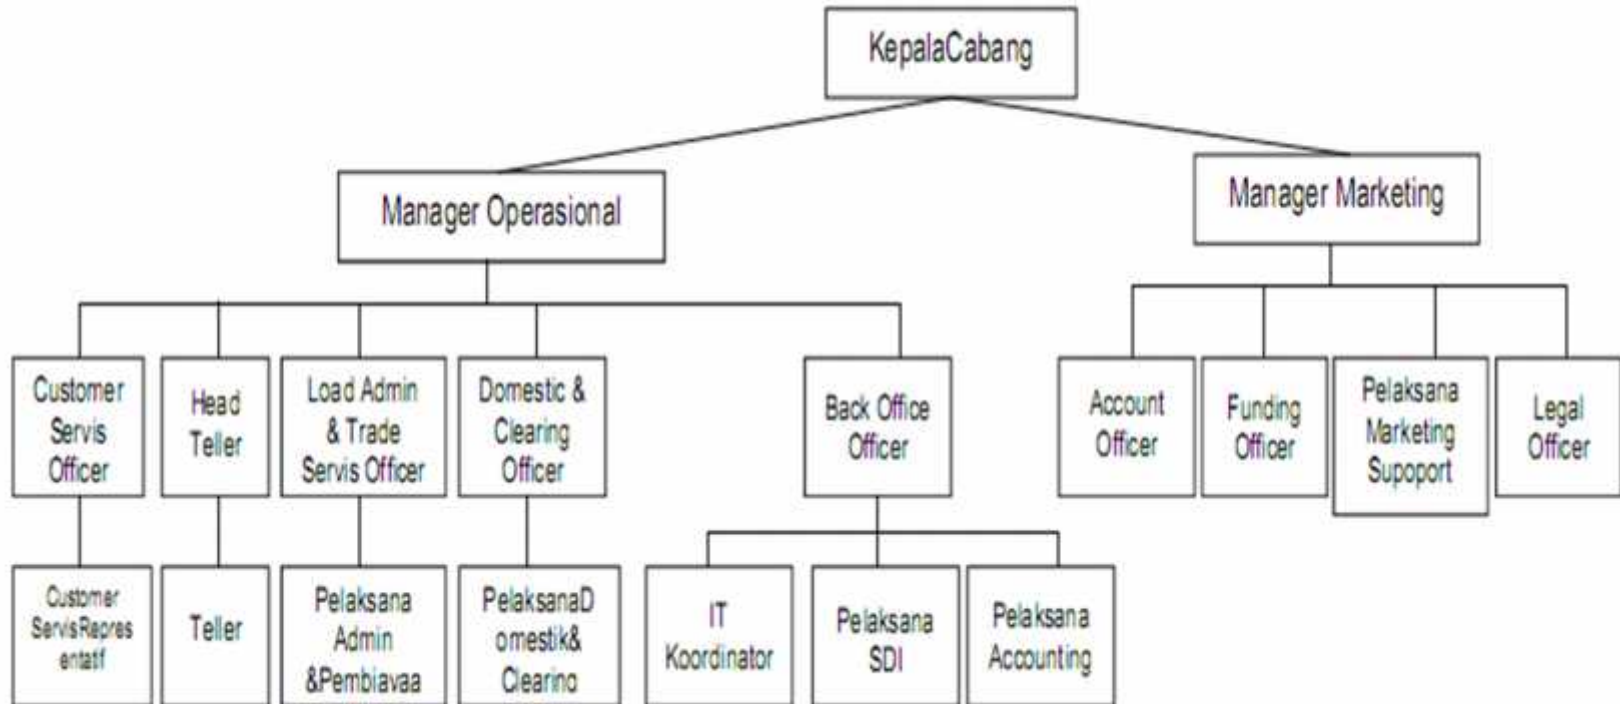 KepalaCabang
Manager Operasional
Manager Marketing
Customer
Servis
Officer
Head
Teller
Load Admin
& Trade
Servis Officer
Domestic &
Clearing
Officer
Back Office
Officer
Account
Officer
Funding
Officer
Pelaksana
Marketing
Supoport
Legal
Officer
Customer
ServisRepres
entatif
Teller
Pelaksana
Admin
&Pembiayaa
PelaksanaD
omestik&
Clearing
IT
Koordinator
Pelaksana
SDI
Pelaksana
Accounting